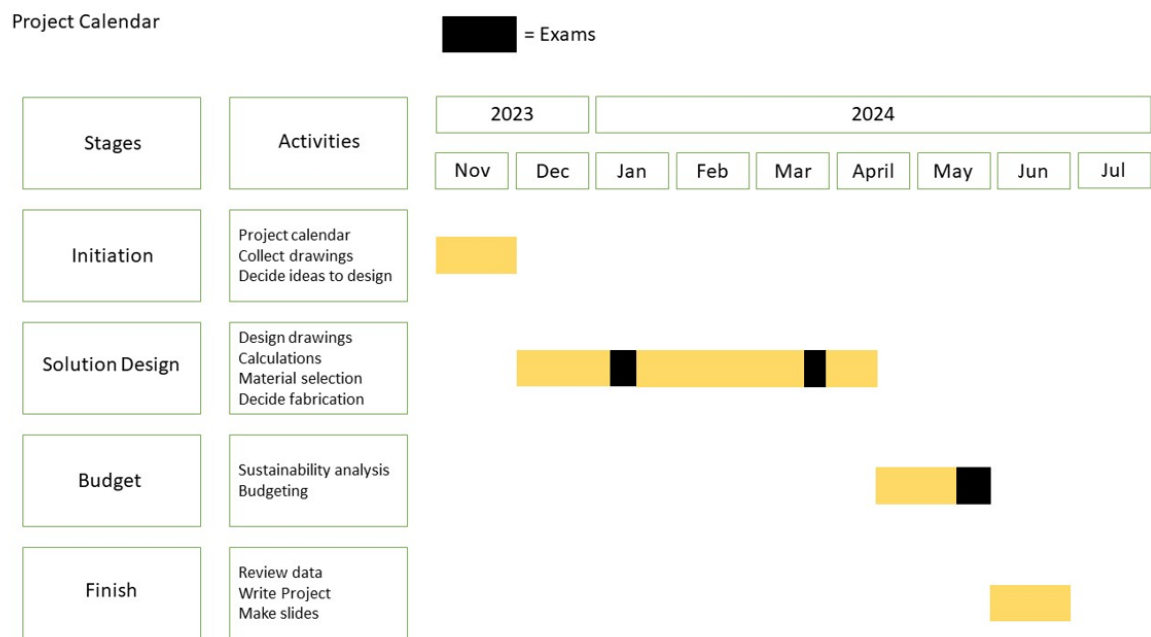 Project Calendar
= Exams
Stages
Activities
2023
2024
Nov
Dec
Jan
Feb
Mar
April
May
Jun
Jul
Initiation
Project calendar
Collect drawings
Decide ideas to design
Solution Design
Design drawings
Calculations
Material selection
Decide fabrication
Budget
Sustainability analysis
Budgeting
Finish
Review data
Write Project
Make slides